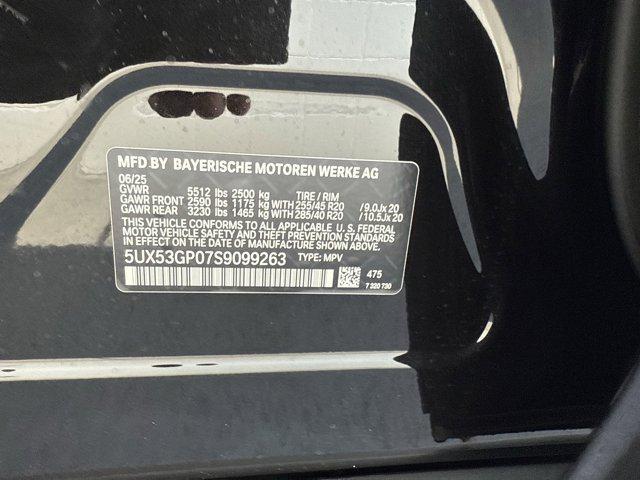 MFD BY BAYERISCHE MOTOREN WERKE AG
06/25
GVWR 5512 lbs 2500 kg TIRE / RIM
GAWR FRONT 2590 lbs 1175 kg WITH 255/45 R20 /9.0Jx 20
GAWR REAR 3230 lbs 1465 kg WITH 285/40 R20 /10.5Jx 20
THIS VEHICLE CONFORMS TO ALL APPLICABLE U. S. FEDERAL
MOTOR VEHICLE SAFETY AND THEFT PREVENTION STANDARDS
IN EFFECT ON THE DATE OF MANUFACTURE SHOWN ABOVE.
5UX53GP07S9099263 TYPE: MPV
475
7 320 730